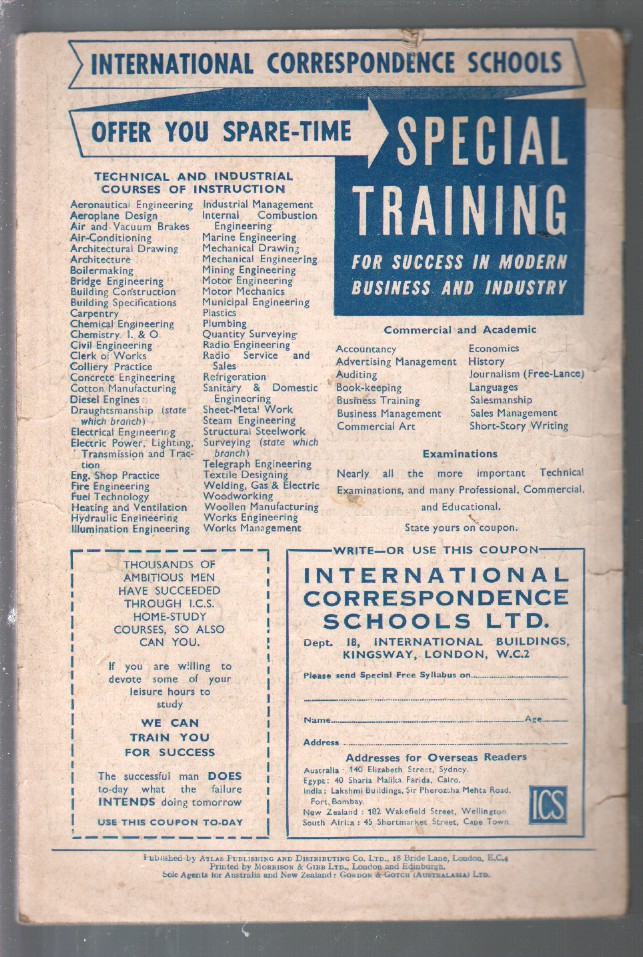 INTERNATIONAL CORRESPONDENCE SCHOOLS
OFFER YOU SPARE-TIME
SPECIAL
TRAINING
FOR SUCCESS IN MODERN
BUSINESS AND INDUSTRY
TECHNICAL AND INDUSTRIAL
COURSES OF INSTRUCTION
Aeronautical Engineering
Aeroplane Design
Air and Vacuum Brakes
Air-Conditioning
Architectural Drawing
Architecture
Boilermaking
Bridge Engineering
Building Construction
Building Specifications
Carpentry
Chemical Engineering
Chemistry, I. & O.
Civil Engineering
Clerk of Works
Colliery Practice
Concrete Engineering
Cotton Manufacturing
Diesel Engines
Draughtsmanship (state
which branch)
Electrical Engineering
Electric Power, Lighting,
Transmission and Trac-
tion
Eng. Shop Practice
Fire Engineering
Fuel Technology
Heating and Ventilation
Hydraulic Engineering
Illumination Engineering
Industrial Management
Internal Combustion
Engineering
Marine Engineering
Mechanical Drawing
Mechanical Engineering
Mining Engineering
Motor Engineering
Motor Mechanics
Municipal Engineering
Plastics
Plumbing
Quantity Surveying
Radio Engineering
Radio Service and
Sales
Refrigeration
Sanitary & Domestic
Engineering
Sheet-Metal Work
Steam Engineering
Structural Steelwork
Surveying (state which
branch)
Telegraph Engineering
Textile Designing
Welding, Gas & Electric
Woodworking
Woollen Manufacturing
Works Engineering
Works Management
Commercial and Academic
Accountancy
Advertising Management
Auditing
Book-keeping
Business Training
Business Management
Commercial Art
Economics
History
Journalism (Free-Lance)
Languages
Salesmanship
Sales Management
Short-Story Writing
Examinations
Nearly all the more important Technical
Examinations, and many Professional, Commercial,
and Educational.
State yours on coupon.
THOUSANDS OF
AMBITIOUS MEN
HAVE SUCCEEDED
THROUGH I.C.S.
HOME-STUDY
COURSES, SO ALSO
CAN YOU.
If you are willing to
devote some of your
leisure hours to
study
WE CAN
TRAIN YOU
FOR SUCCESS
The successful man DOES
to-day what the failure
INTENDS doing tomorrow
USE THIS COUPON TO-DAY
WRITE—OR USE THIS COUPON
INTERNATIONAL
CORRESPONDENCE
SCHOOLS LTD.
Dept. 18, INTERNATIONAL BUILDINGS,
KINGSWAY, LONDON, W.C.2
Please send Special Free Syllabus on
Name Age
Address
Addresses for Overseas Readers
Australia : 140 Elizabeth Street, Sydney.
Egypt: 40 Sharia Malika Farida, Cairo.
India: Lakshmi Buildings, Sir Pherozsha Mehta Road,
Fort, Bombay.
New Zealand : 182 Wakefield Street, Wellington.
South Africa : 45 Shortmarket Street, Cape Town.
ICS
Published by ATLAS PUBLISHING AND DISTRIBUTING CO. LTD., 18 Bride Lane, London, E.C.4
Printed by MORRISON & GIBB LTD., London and Edinburgh.
Sole Agents for Australia and New Zealand: GORDON & GOTCH (AUSTRALASIA) LTD.